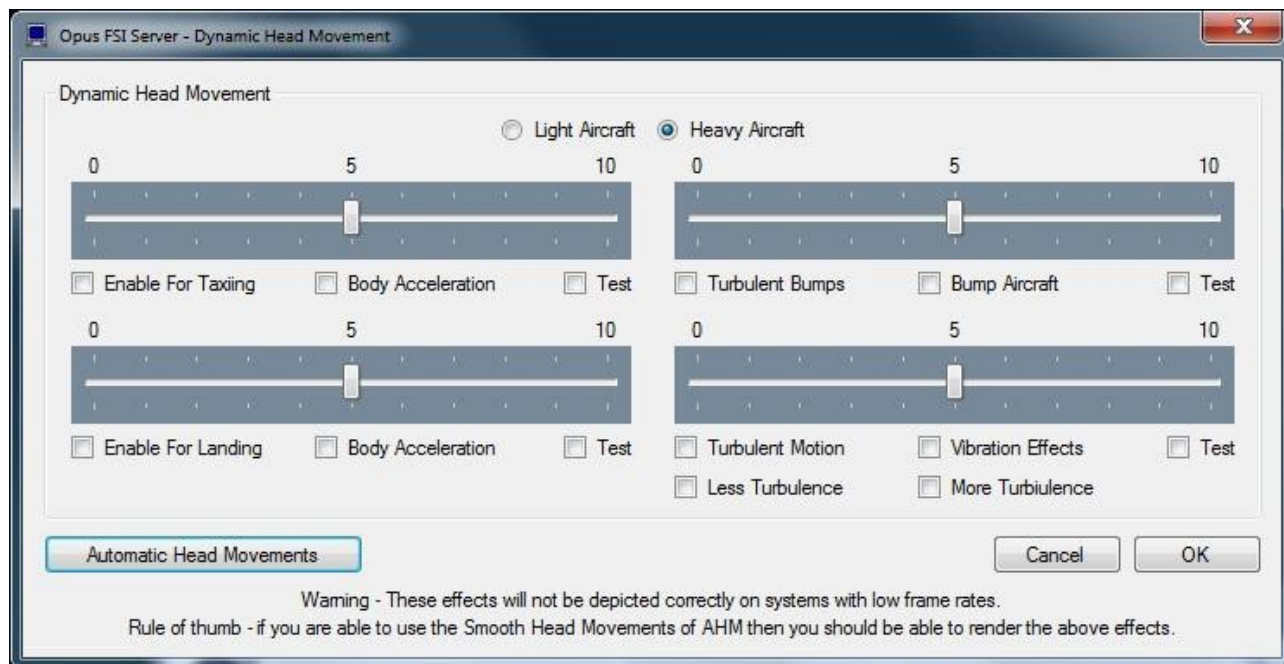 Opus FSI Server - Dynamic Head Movement
X
Dynamic Head Movement
Light Aircraft Heavy Aircraft
0 5 10 0 5 10
Enable For Taxiing Body Acceleration Test Turbulent Bumps Bump Aircraft Test
0 5 10 0 5 10
Enable For Landing Body Acceleration Test Turbulent Motion Vibration Effects Test
Less Turbulence More Turbiulence
Automatic Head Movements Cancel OK
Warning - These effects will not be depicted correctly on systems with low frame rates.
Rule of thumb - if you are able to use the Smooth Head Movements of AHM then you should be able to render the above effects.